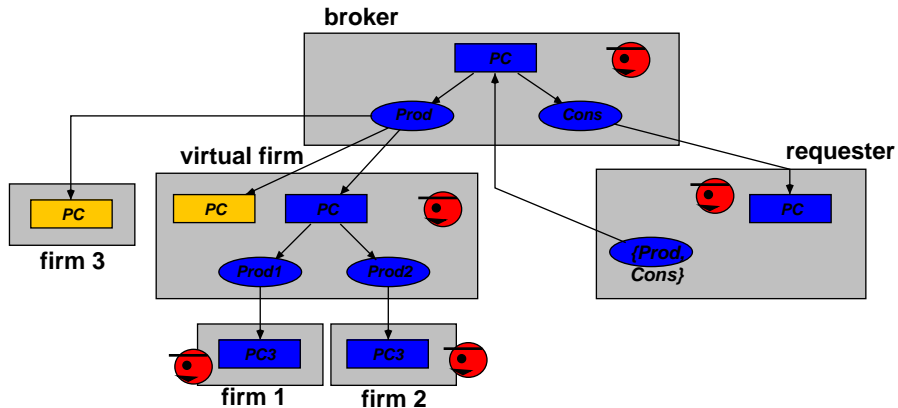 broker
PC
Prod
Cons
virtual firm
requester
PC
PC
PC
PC
firm 3
Prod1
Prod2
{Prod,
Cons}
PC3
PC3
firm 1
firm 2